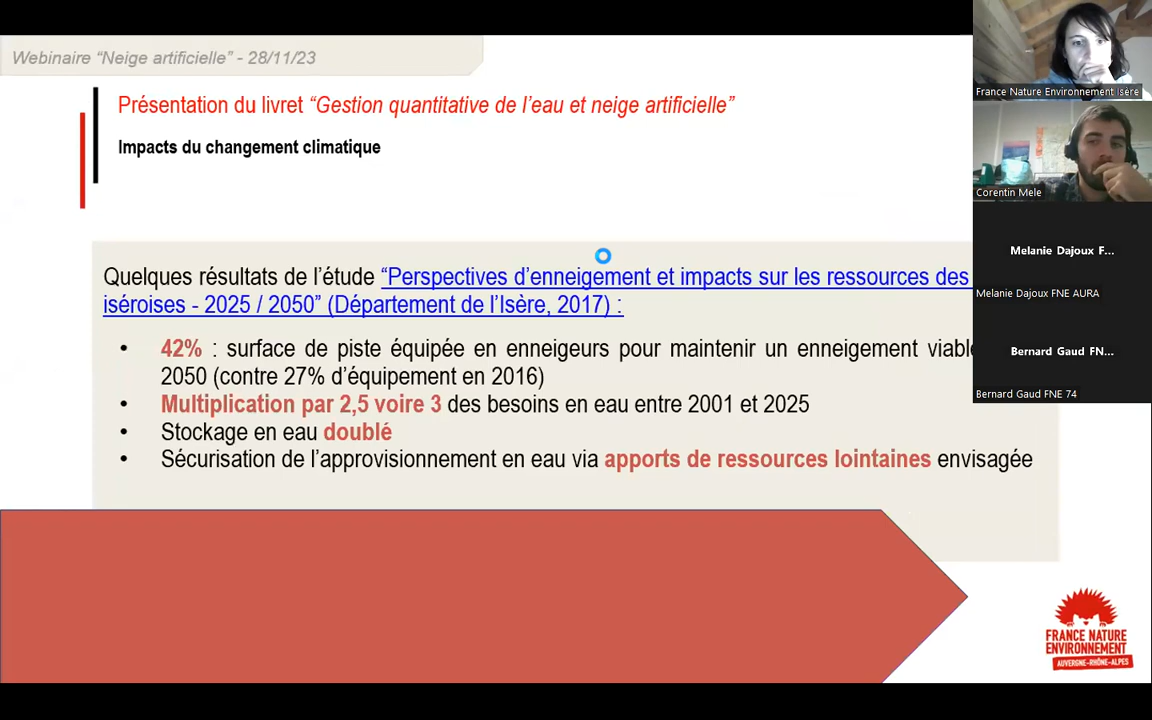 Webinaire “Neige artificielle” - 28/11/23
Présentation du livret “Gestion quantitative de l’eau et neige artificielle”
Impacts du changement climatique
Quelques résultats de l’étude “Perspectives d’enneigement et impacts sur les ressources des
iséroises - 2025 / 2050” (Département de l’Isère, 2017) :
• 42% : surface de piste équipée en enneigeurs pour maintenir un enneigement
2050 (contre 27% d’équipement en 2016)
• Multiplication par 2,5 voire 3 des besoins en eau entre 2001 et 2025
• Stockage en eau doublé
• Sécurisation de l’approvisionnement en eau via apports de ressources lointaines envisagée
France Nature Environnement Isère
Corentin Mele
Melanie Dajoux F...
Melanie Dajoux FNE AURA
Bernard Gaud FN...
Bernard Gaud FNE 74
FRANCE NATURE
ENVIRONNEMENT
AUVERGNE-RHÔNE-ALPES